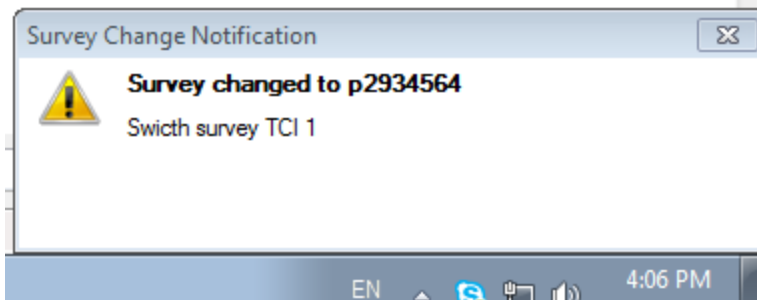 Survey Change Notification
Survey changed to p2934564
Swicth survey TCI 1
EN
4:06 PM